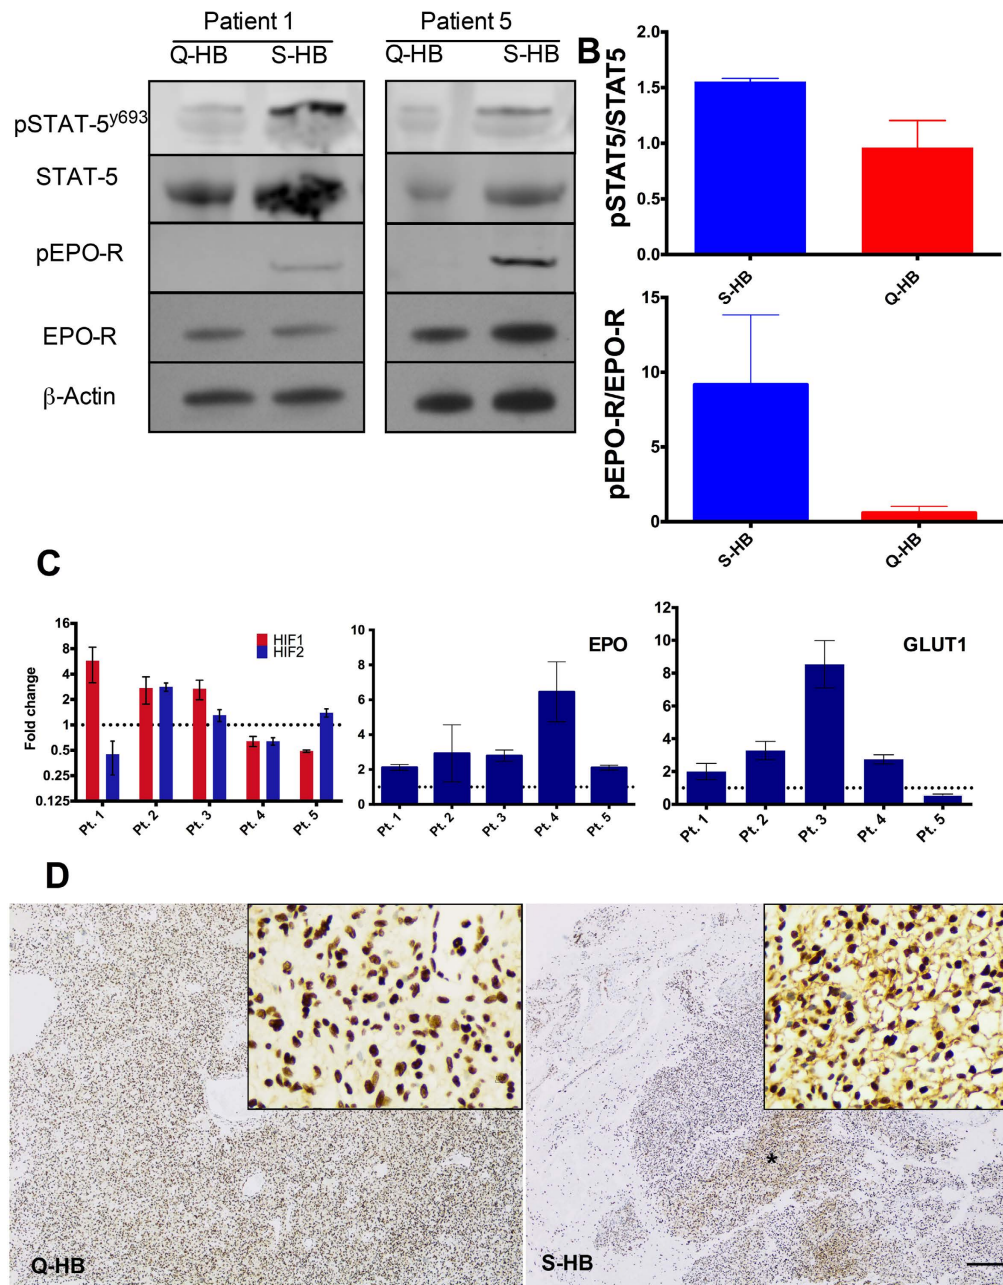 Patient 1
Patient 5
Q-HB S-HB
Q-HB S-HB
pSTAT-5y693
STAT-5
pEPO-R
EPO-R
β-Actin
B
pSTAT5/STAT5
2.0
1.5
1.0
0.5
0.0
S-HB
Q-HB
pEPO-R/EPO-R
15
10
5
0
S-HB
Q-HB
C
Fold change
16
8
4
2
1
0.5
0.25
0.125
HIF1
HIF2
Pt. 1
Pt. 2
Pt. 3
Pt. 4
Pt. 5
EPO
10
8
6
4
2
0
Pt. 1
Pt. 2
Pt. 3
Pt. 4
Pt. 5
GLUT1
12
10
8
6
4
2
0
Pt. 1
Pt. 2
Pt. 3
Pt. 4
Pt. 5
D
Q-HB
*
S-HB